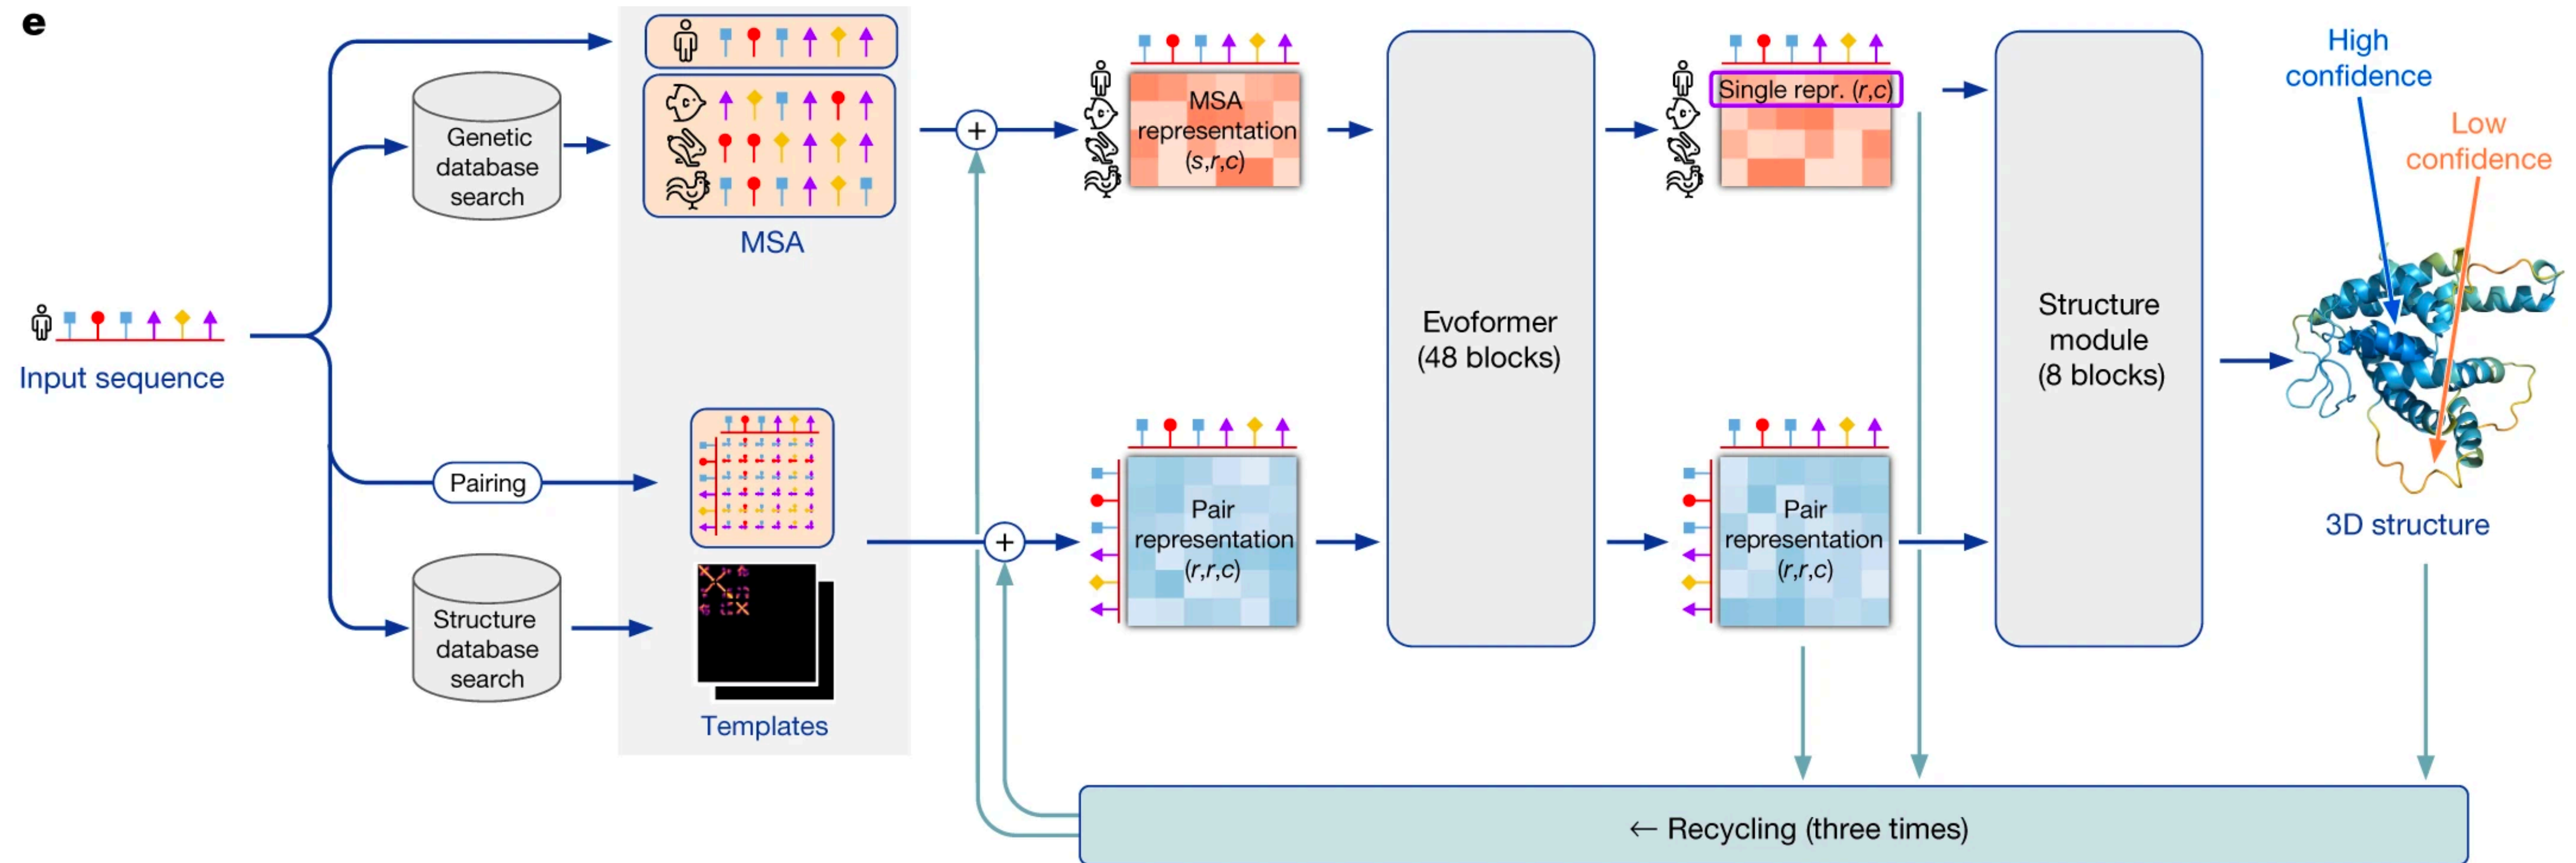 e
Input sequence
Genetic
database
search
Pairing
Structure
database
search
MSA
Templates
+
+
MSA
representation
(s,r,c)
Pair
representation
(r,r,c)
Evoformer
(48 blocks)
Single repr. (r,c)
Pair
representation
(r,r,c)
Structure
module
(8 blocks)
High
confidence
Low
confidence
3D structure
← Recycling (three times)